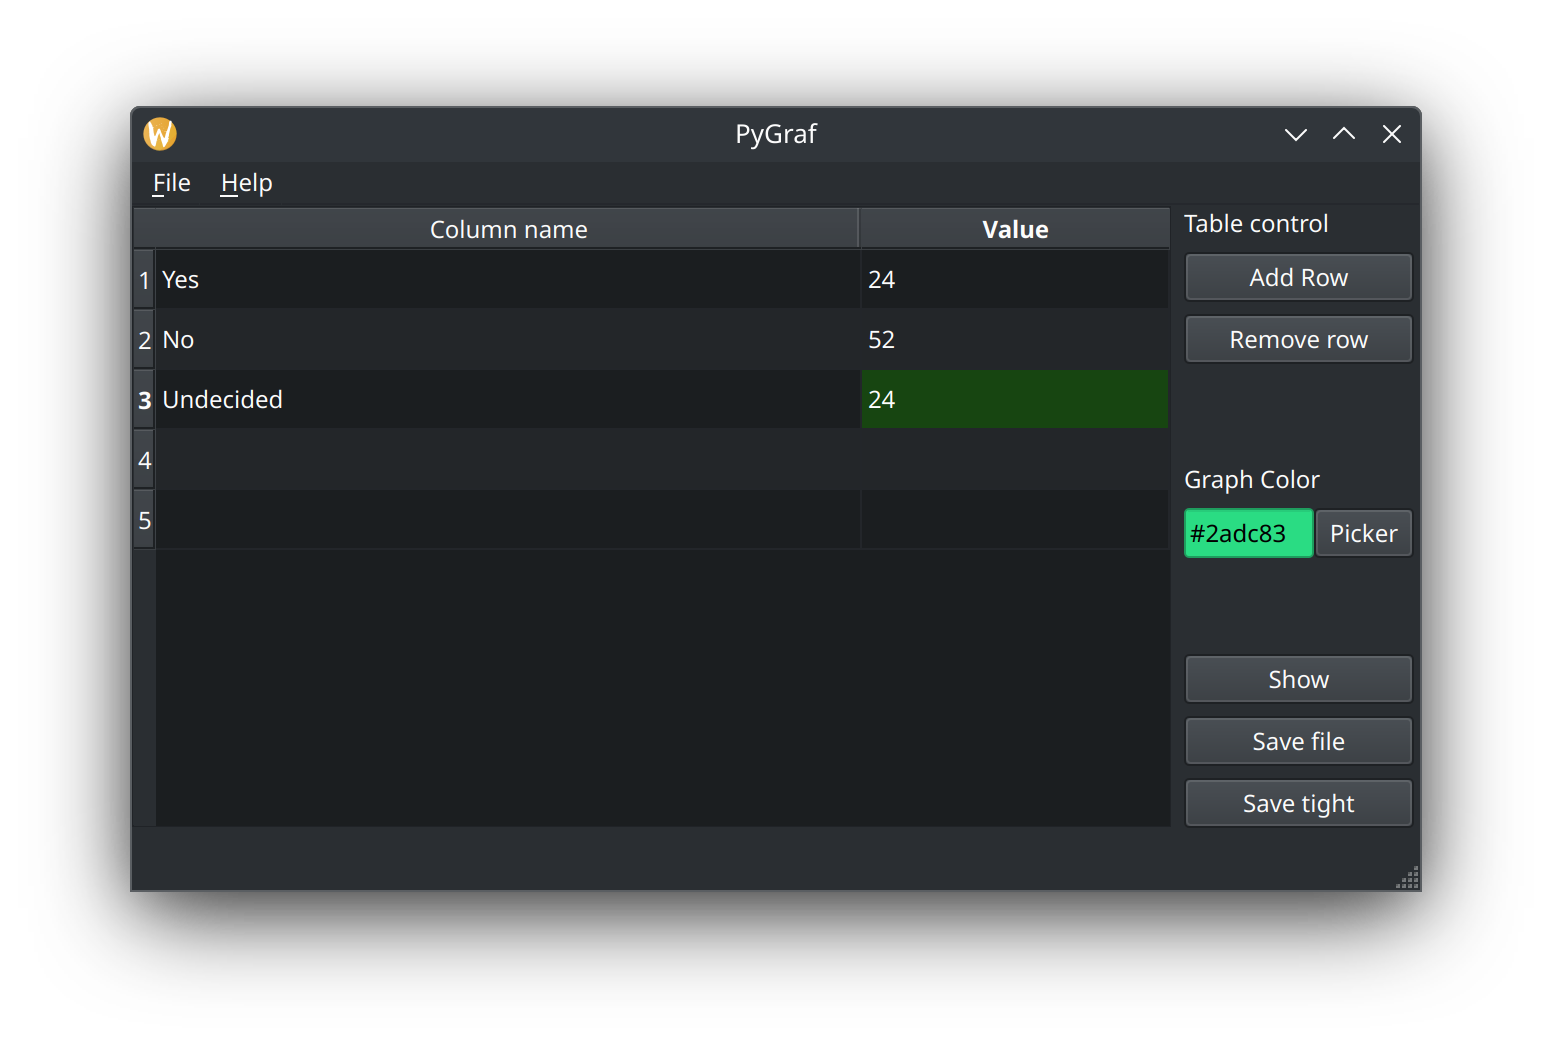 PyGraf
File Help
Column name Value
1 Yes 24
2 No 52
3 Undecided 24
4
5
Table control
Add Row
Remove row
Graph Color
#2adc83 Picker
Show
Save file
Save tight